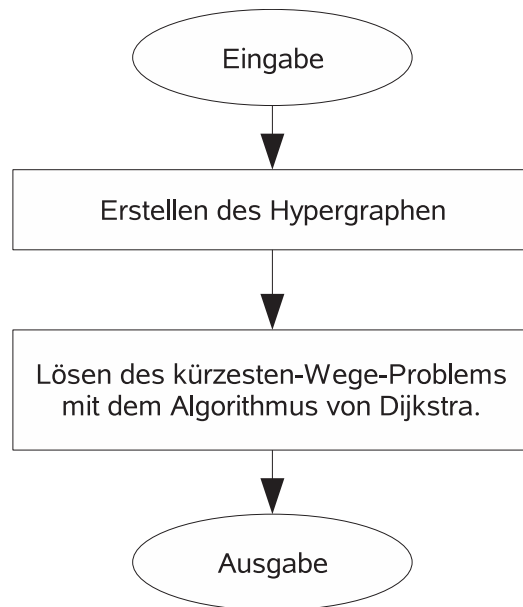 Eingabe
Erstellen des Hypergraphen
Lösen des kürzesten-Wege-Problems
mit dem Algorithmus von Dijkstra.
Ausgabe